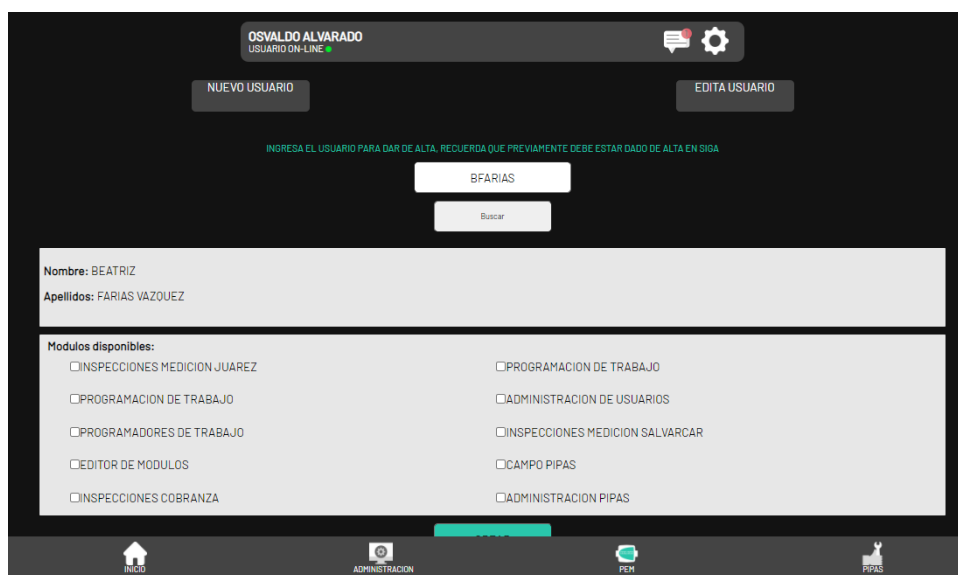 OSVALDO ALVARADO
USUARIO ON-LINE
NUEVO USUARIO
EDITA USUARIO
INGRESA EL USUARIO PARA DAR DE ALTA, RECUERDA QUE PREVIAMENTE DEBE ESTAR DADO DE ALTA EN SIGA
BFARIAS
Buscar
Nombre: BEATRIZ
Apellidos: FARIAS VAZQUEZ
Modulos disponibles:
INSPECCIONES MEDICION JUAREZ
PROGRAMACION DE TRABAJO
PROGRAMACION DE TRABAJO
ADMINISTRACION DE USUARIOS
PROGRAMADORES DE TRABAJO
INSPECCIONES MEDICION SALVARCAR
EDITOR DE MODULOS
CAMPO PIPAS
INSPECCIONES COBRANZA
ADMINISTRACION PIPAS
INICIO
ADMINISTRACION
PEM
PIPAS